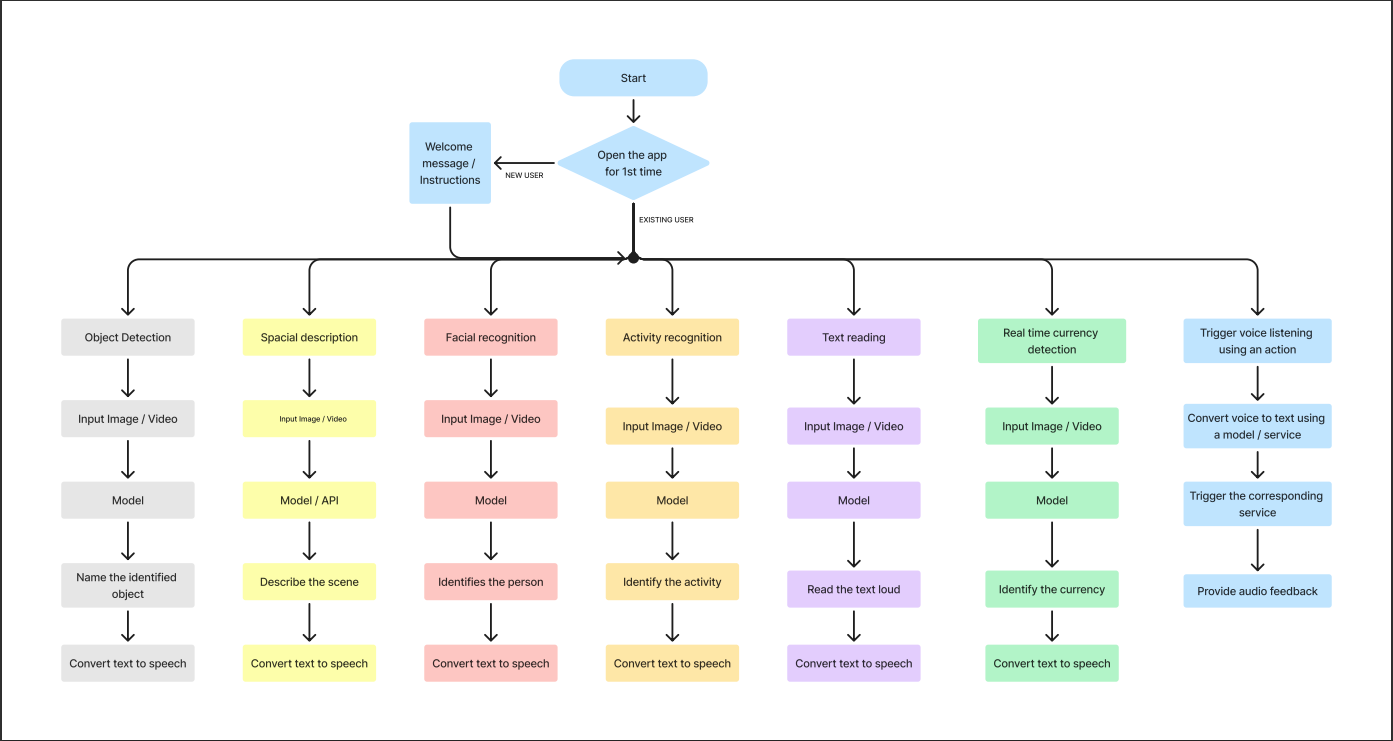 Start
Open the app
for 1st time
Welcome
message /
Instructions
NEW USER
EXISTING USER
Object Detection
Spacial description
Facial recognition
Activity recognition
Text reading
Real time currency
detection
Trigger voice listening
using an action
Input Image / Video
Input Image / Video
Input Image / Video
Input Image / Video
Input Image / Video
Input Image / Video
Convert voice to text using
a model / service
Model
Model / API
Model
Model
Model
Model
Trigger the corresponding
service
Name the identified
object
Describe the scene
Identifies the person
Identify the activity
Read the text loud
Identify the currency
Provide audio feedback
Convert text to speech
Convert text to speech
Convert text to speech
Convert text to speech
Convert text to speech
Convert text to speech